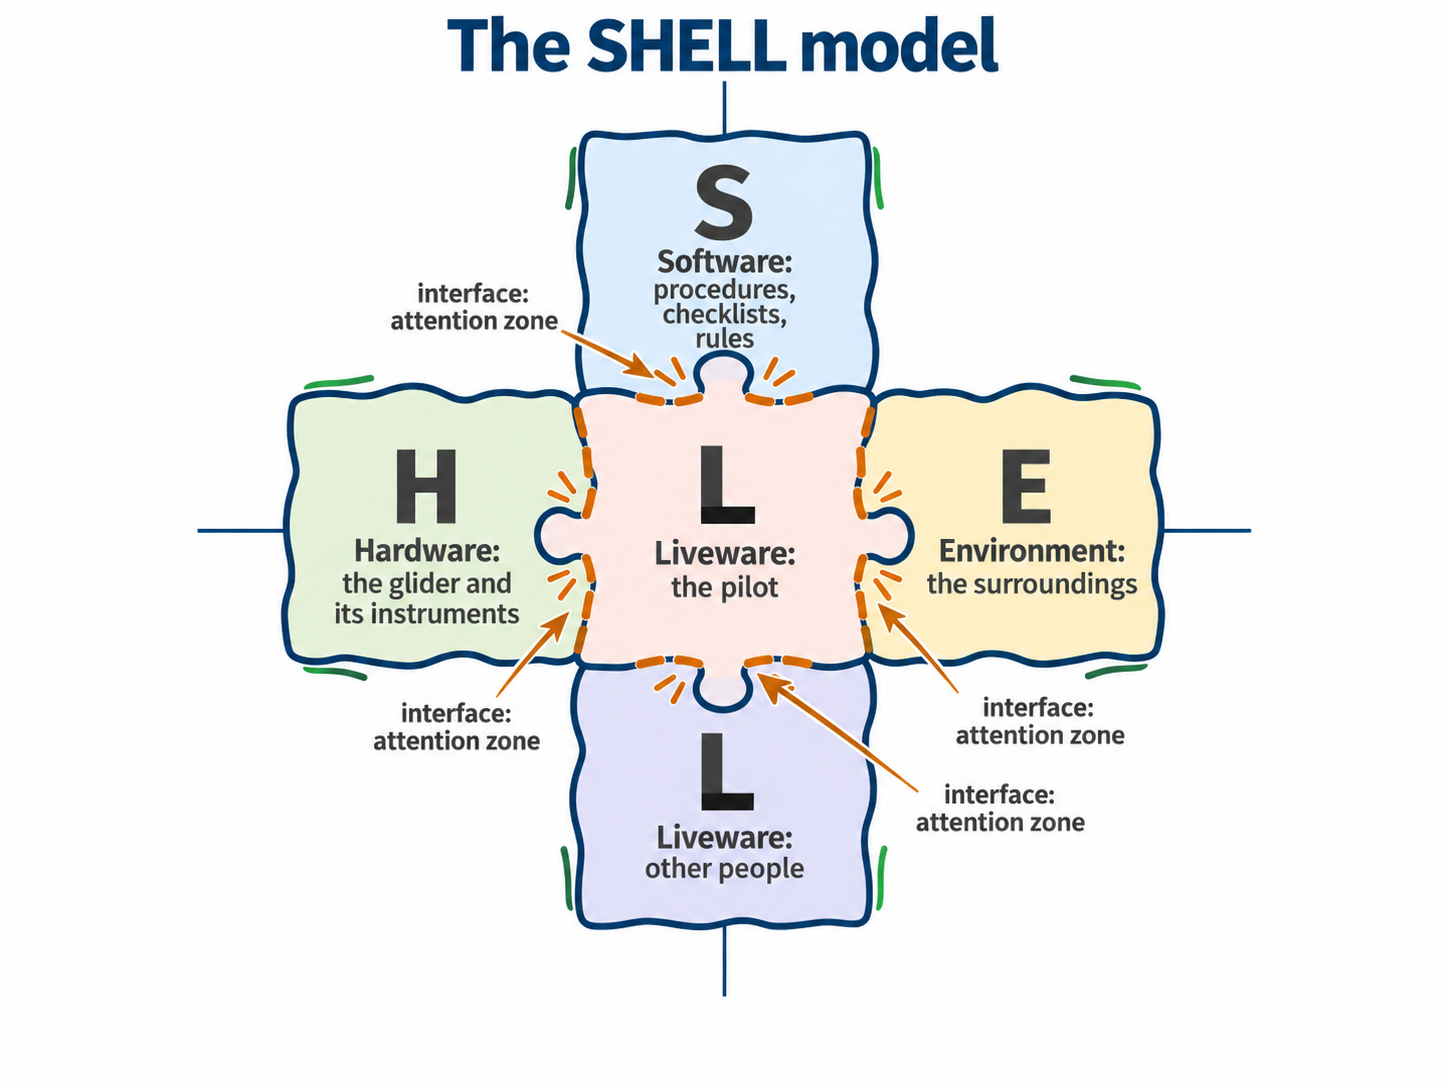 The SHELL model
S
Software:
procedures,
checklists,
rules
interface:
attention zone
H
Hardware:
the glider and
its instruments
L
Liveware:
the pilot
E
Environment:
the surroundings
interface:
attention zone
interface:
attention zone
L
Liveware:
other people
interface:
attention zone